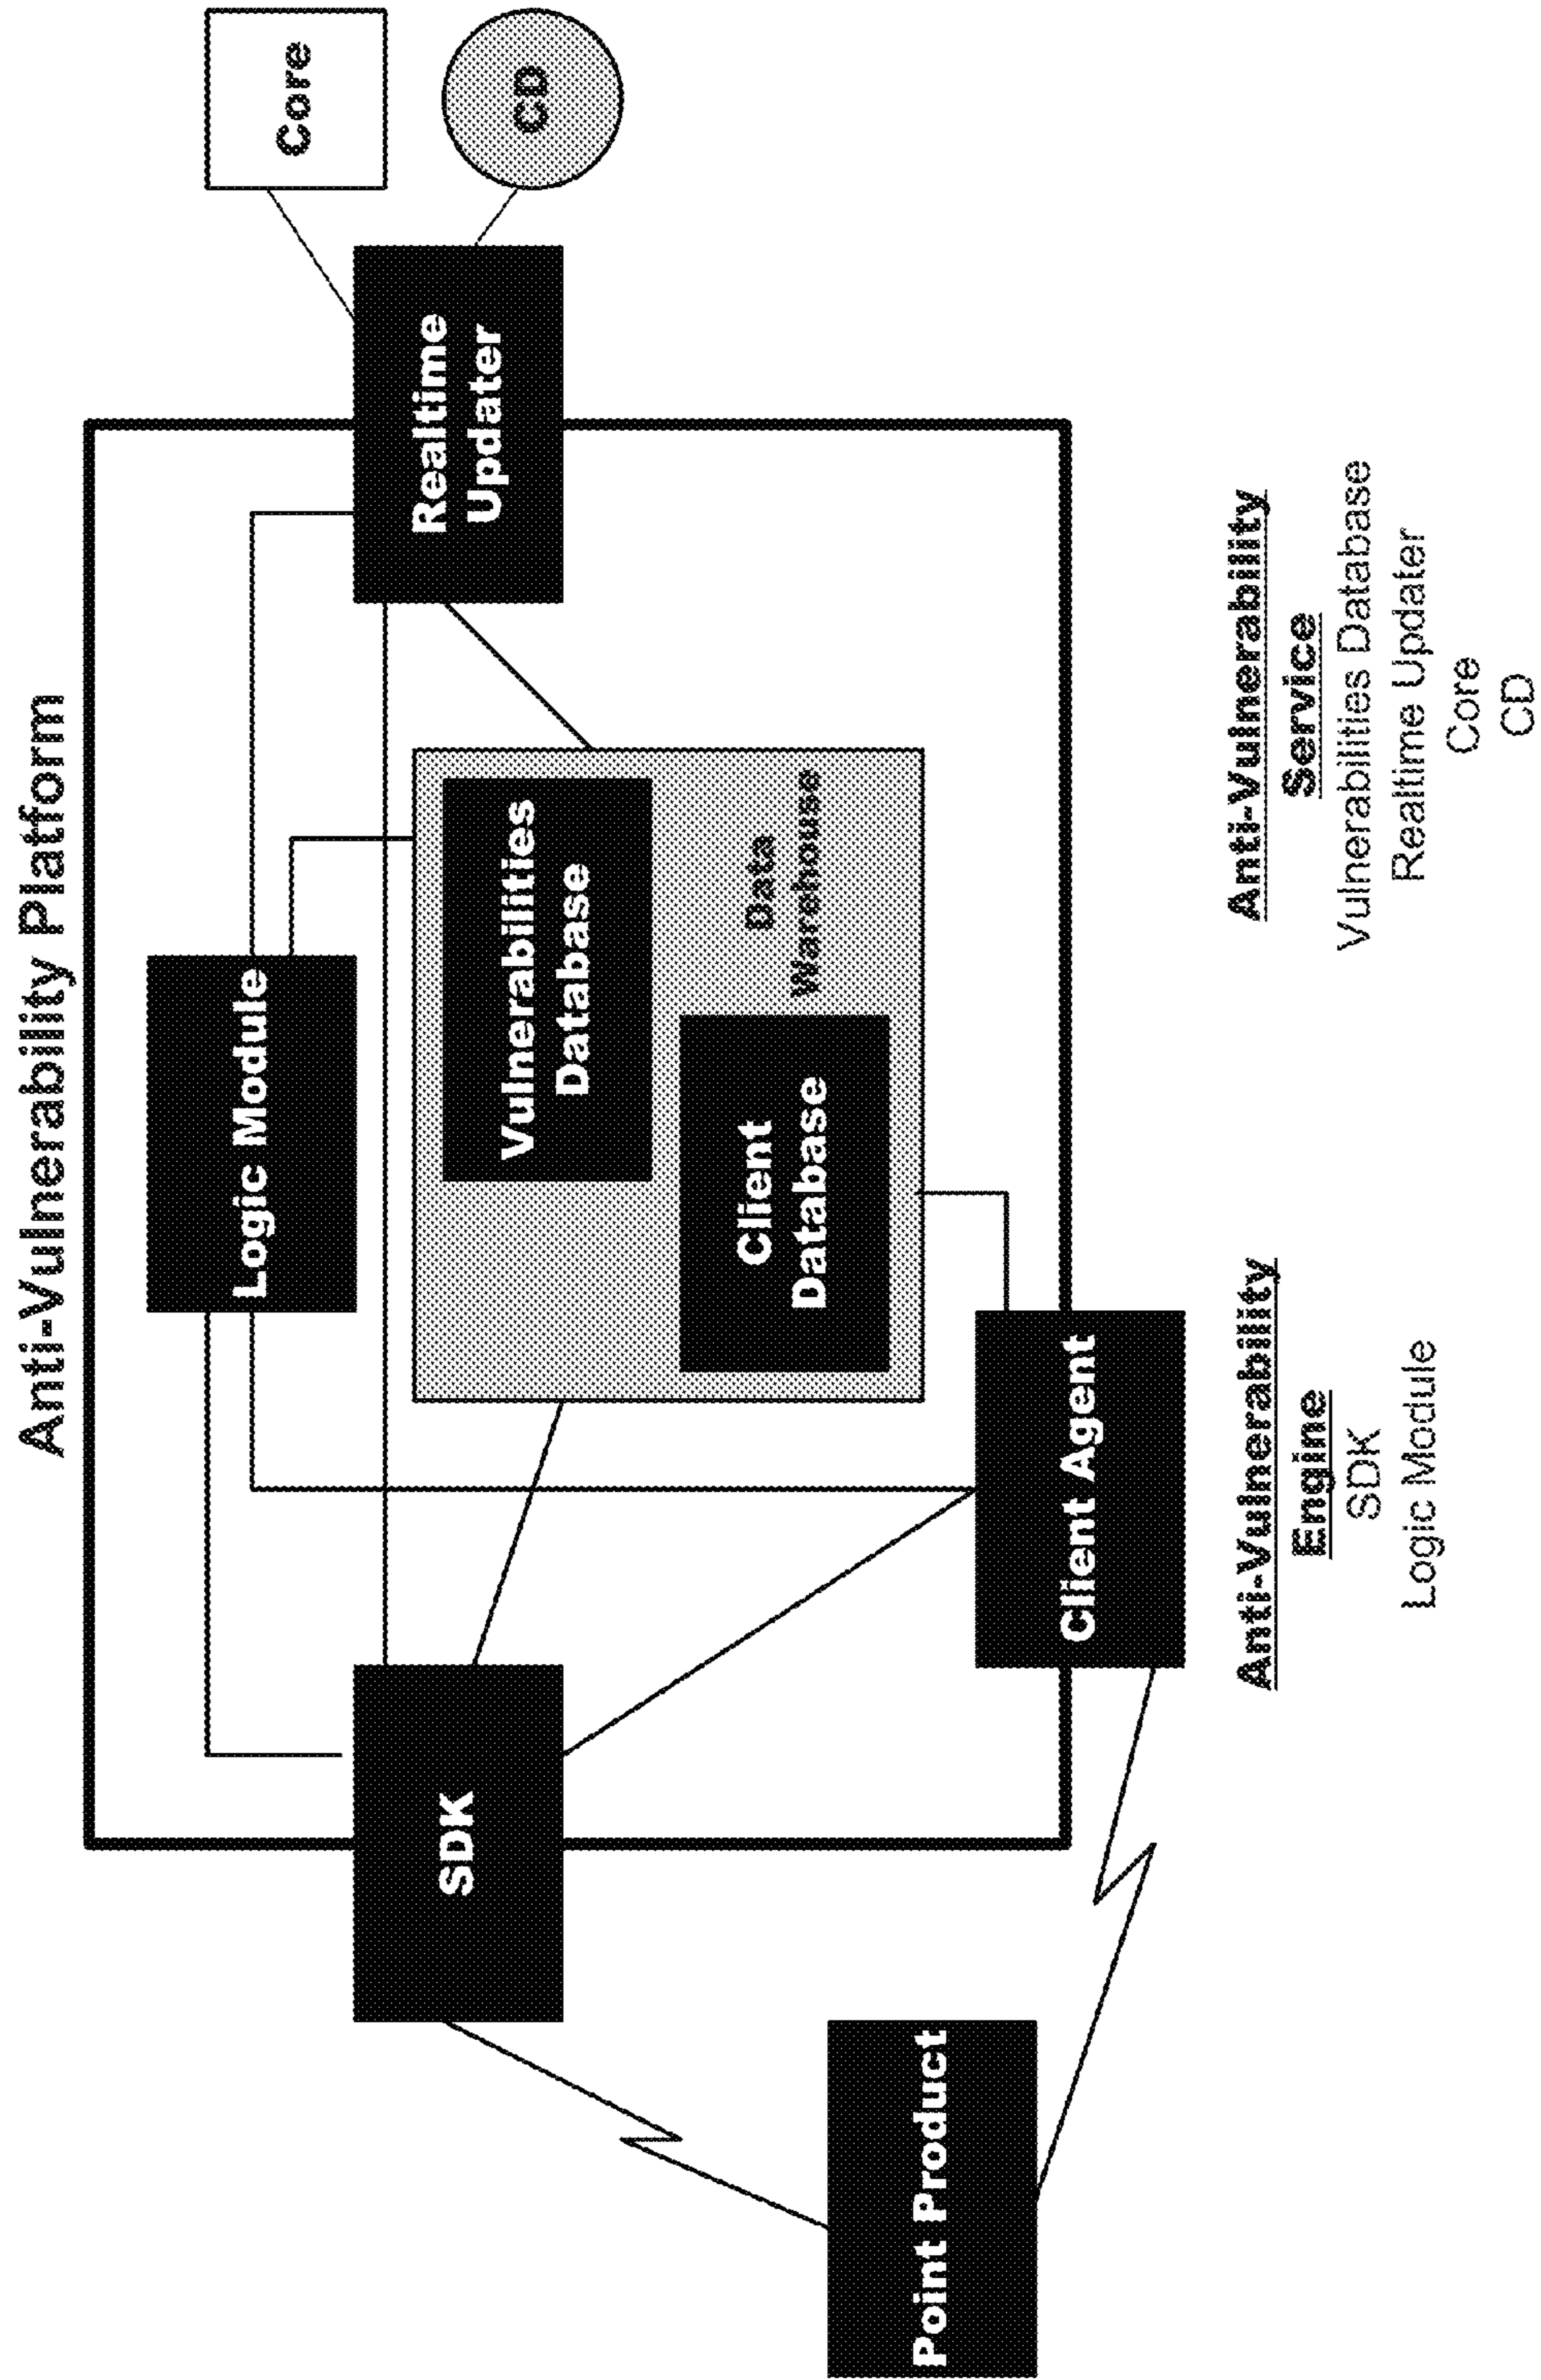 Anti-Vulnerability Platform
Logic Module
Core
SDK
Realtime
Updater
CD
Vulnerabilities
Database
Data
Warehouse
Client
Database
Point Product
Client Agent
Anti-Vulnerability
Engine
SDK
Logic Module
Anti-Vulnerability
Service
Vulnerabilities Database
Realtime Updater
Core
CD